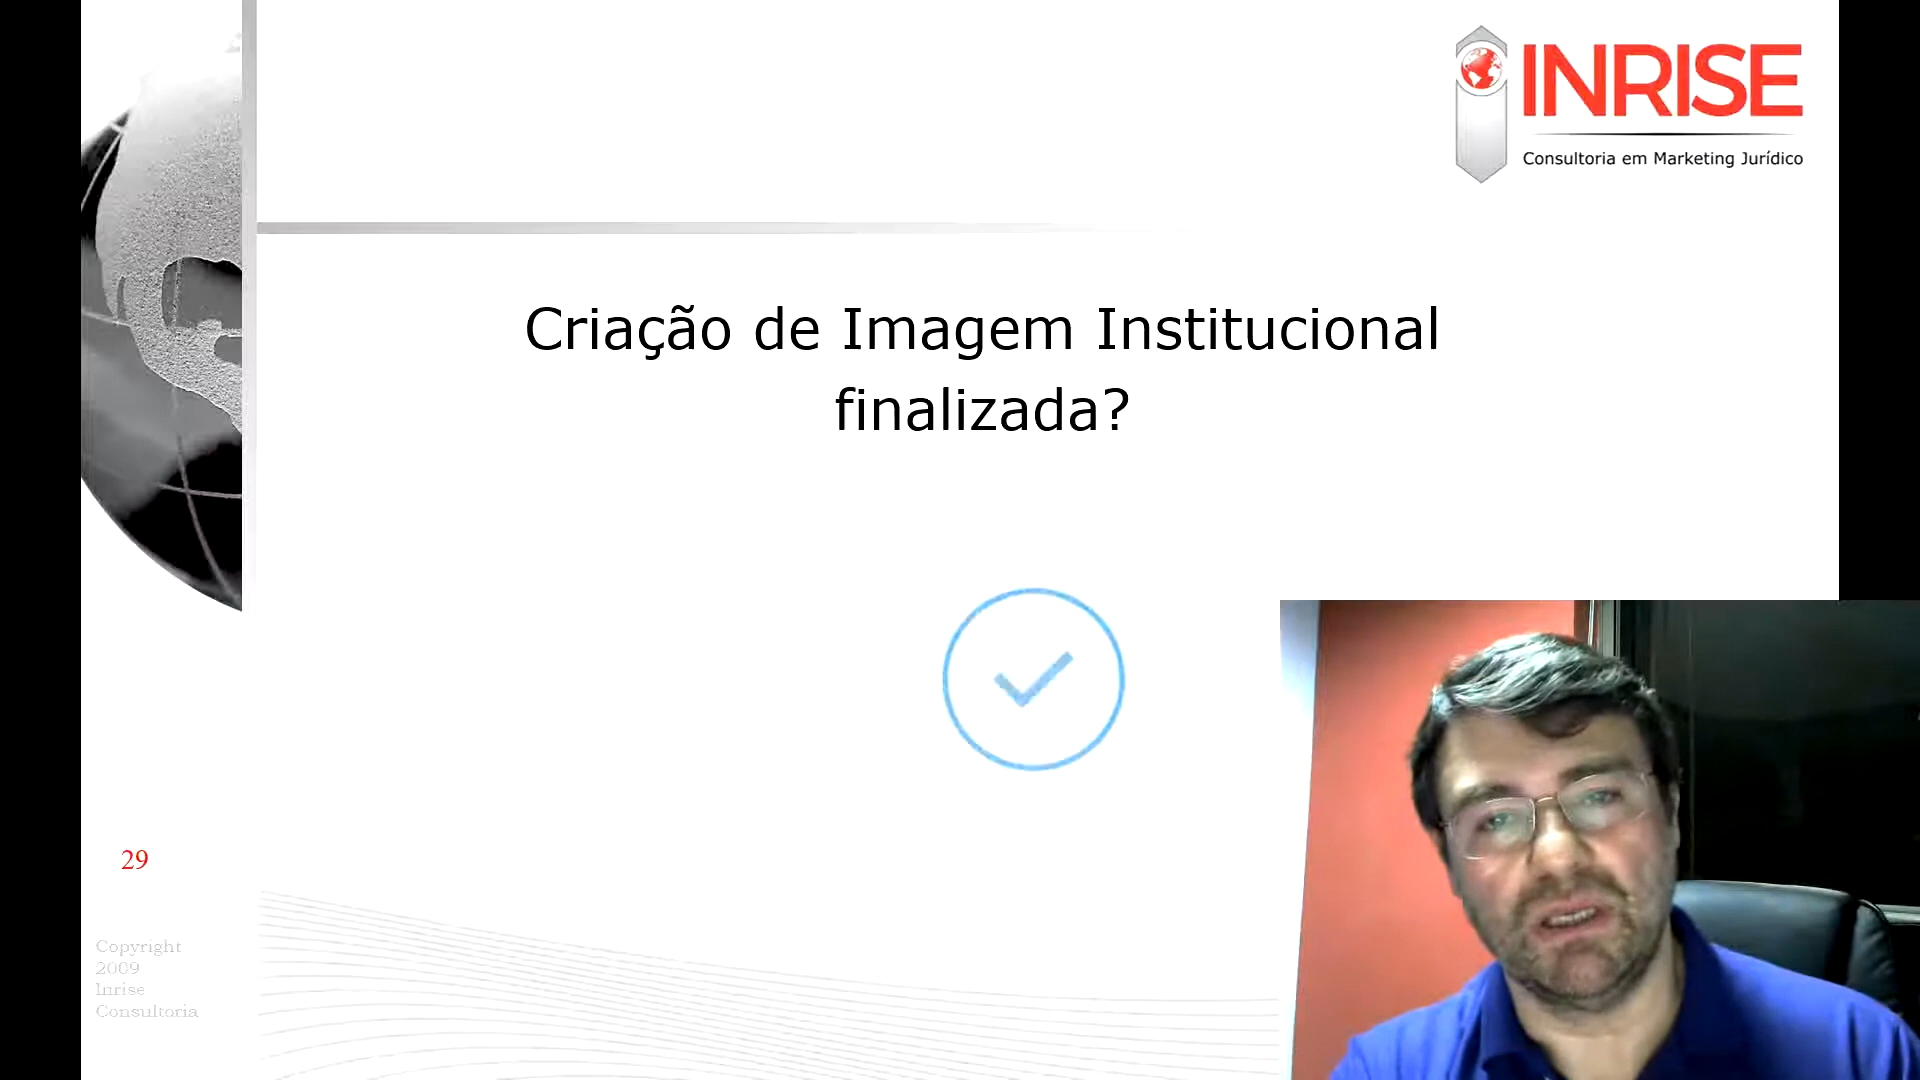 INRISE
Consultoria em Marketing Jurídico
Criação de Imagem Institucional
finalizada?
29
Copyright
2009
Inrise
Consultoria